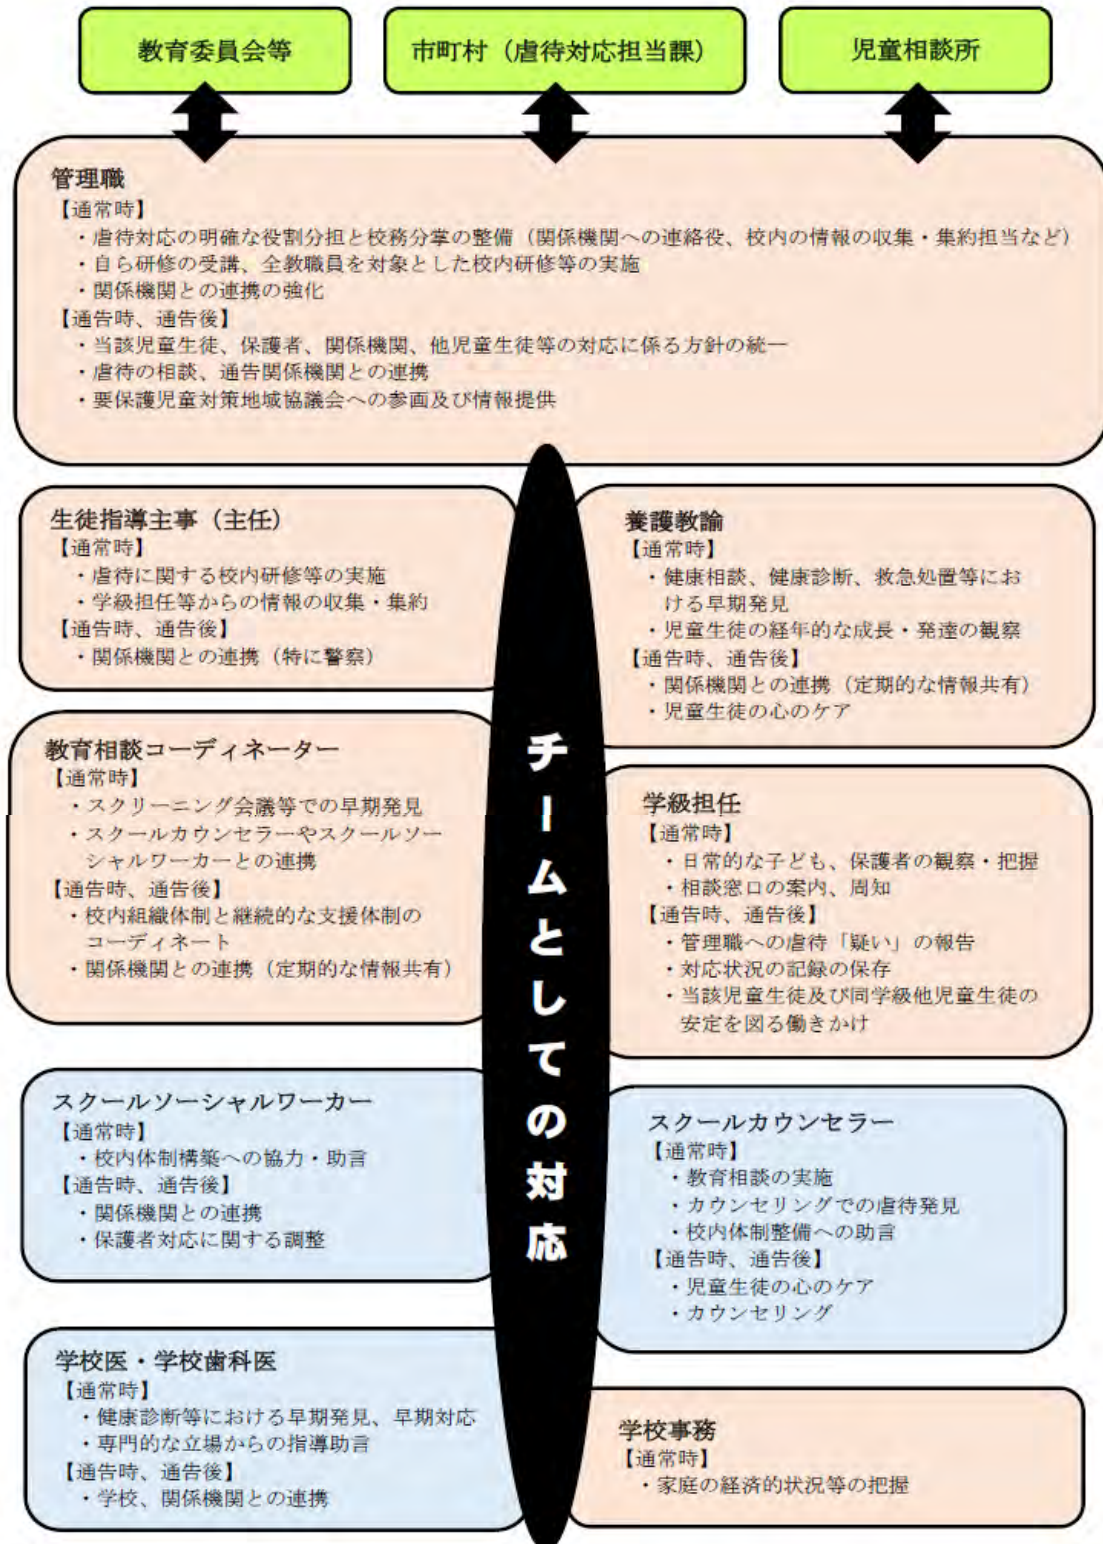 教育委員会等
市町村（虐待対応担当課）
児童相談所
管理職
【通常時】
・虐待対応の明確な役割分担と校務分掌の整備（関係機関への連絡役、校内の情報の収集・集約担当など）
・自ら研修の受講、全教職員を対象とした校内研修等の実施
・関係機関との連携の強化
【通告時、通告後】
・当該児童生徒、保護者、関係機関、他児童生徒等の対応に係る方針の統一
・虐待の相談、通告関係機関との連携
・要保護児童対策地域協議会への参画及び情報提供
生徒指導主事（主任）
【通常時】
・虐待に関する校内研修等の実施
・学級担任等からの情報の収集・集約
【通告時、通告後】
・関係機関との連携（特に警察）
養護教諭
【通常時】
・健康相談、健康診断、救急処置等にお
ける早期発見
・児童生徒の経年的な成長・発達の観察
【通告時、通告後】
・関係機関との連携（定期的な情報共有）
・児童生徒の心のケア
教育相談コーディネーター
【通常時】
・スクリーニング会議等での早期発見
・スクールカウンセラーやスクールソー
シャルワーカーとの連携
【通告時、通告後】
・校内組織体制と継続的な支援体制の
コーディネート
・関係機関との連携（定期的な情報共有）
学級担任
【通常時】
・日常的な子ども、保護者の観察・把握
・相談窓口の案内、周知
【通告時、通告後】
・管理職への虐待「疑い」の報告
・対応状況の記録の保存
・当該児童生徒及び同学級他児童生徒の
安定を図る働きかけ
チームとしての対応
スクールソーシャルワーカー
【通常時】
・校内体制構築への協力・助言
【通告時、通告後】
・関係機関との連携
・保護者対応に関する調整
スクールカウンセラー
【通常時】
・教育相談の実施
・カウンセリングでの虐待発見
・校内体制整備への助言
【通告時、通告後】
・児童生徒の心のケア
・カウンセリング
学校医・学校歯科医
【通常時】
・健康診断等における早期発見、早期対応
・専門的な立場からの指導助言
【通告時、通告後】
・学校、関係機関との連携
学校事務
【通常時】
・家庭の経済的状況等の把握